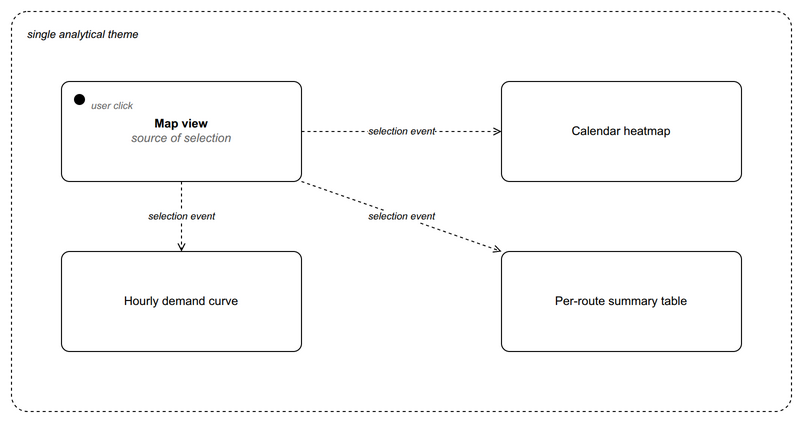 single analytical theme
user click
Map view
source of selection
selection event
Calendar heatmap
selection event
selection event
Hourly demand curve
Per-route summary table